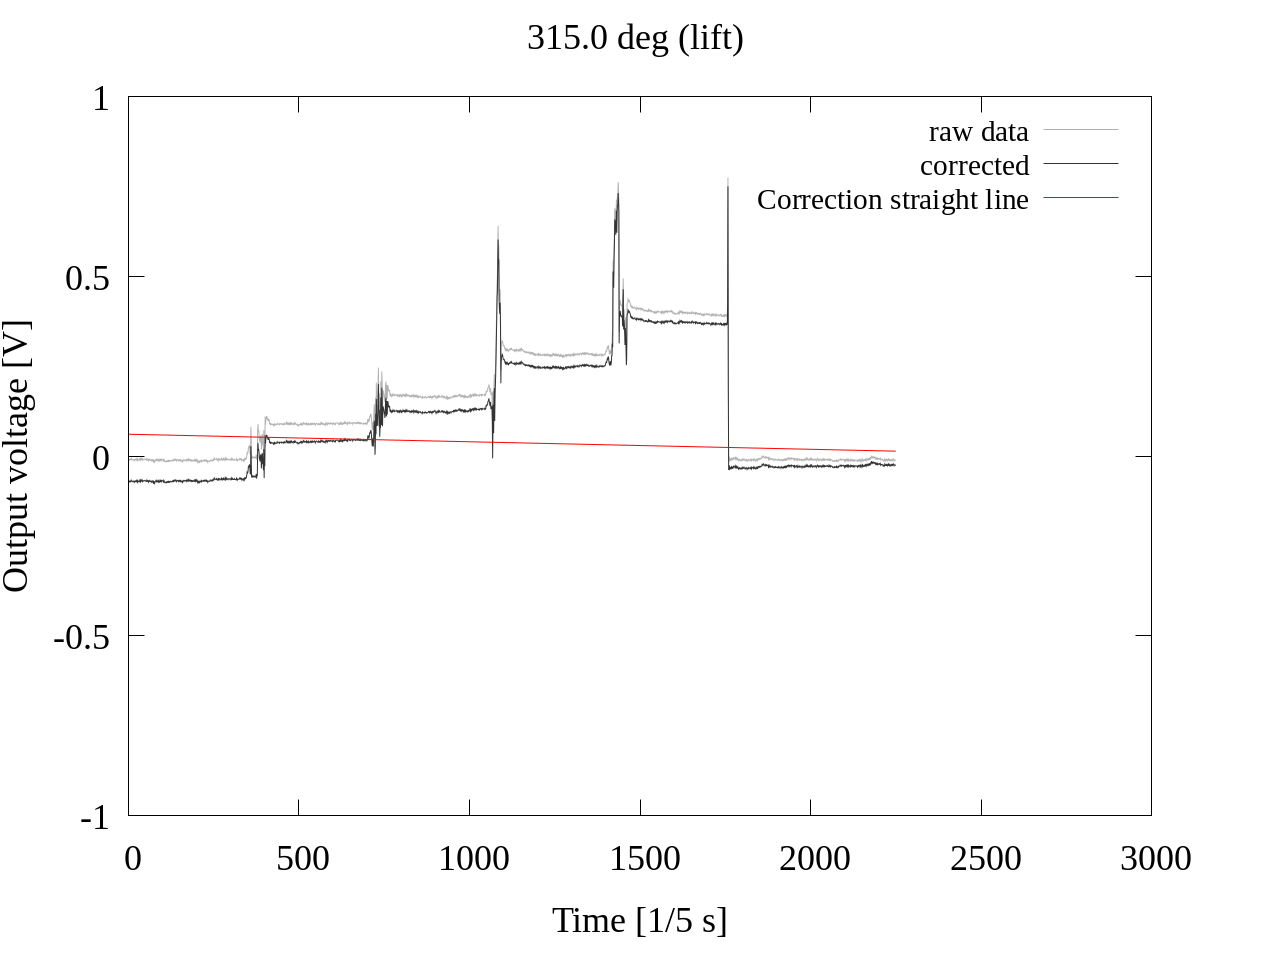 315.0 deg (lift)
1
raw data
corrected
Correction straight line
0.5
0
-0.5
-1
Output voltage [V]
0 500 1000 1500 2000 2500 3000
Time [1/5 s]